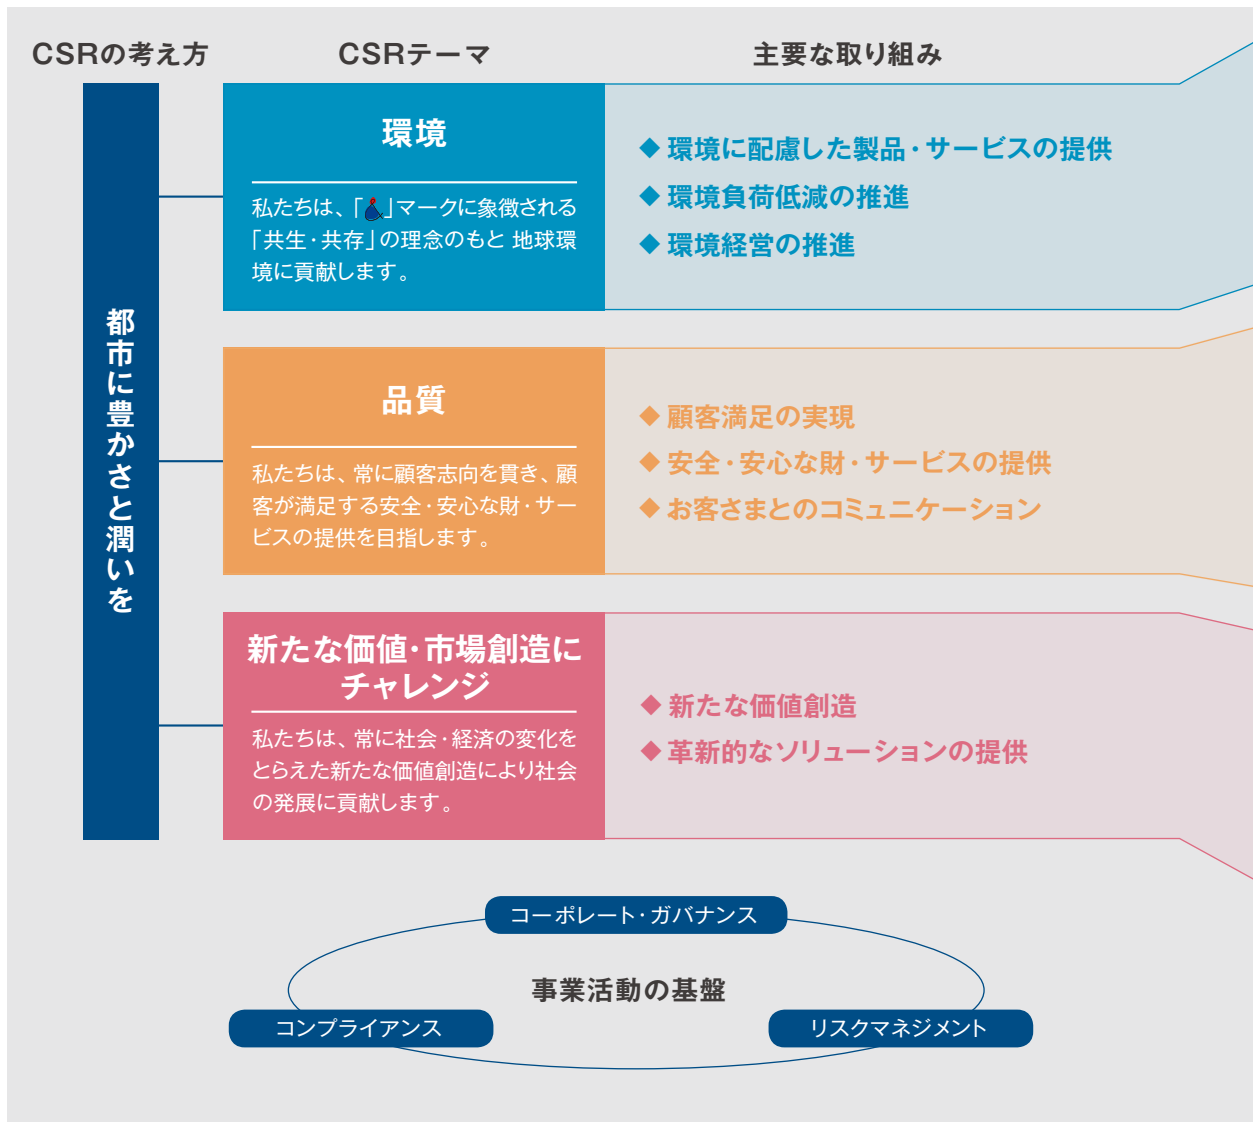 CSRの考え方
CSRテーマ
主要な取り組み
都市に豊かさと潤いを
環境
私たちは、「」マークに象徴される
「共生・共存」の理念のもと 地球環
境に貢献します。
◆ 環境に配慮した製品・サービスの提供
◆ 環境負荷低減の推進
◆ 環境経営の推進
品質
私たちは、常に顧客志向を貫き、顧
客が満足する安全・安心な財・サー
ビスの提供を目指します。
◆ 顧客満足の実現
◆ 安全・安心な財・サービスの提供
◆ お客さまとのコミュニケーション
新たな価値・市場創造に
チャレンジ
私たちは、常に社会・経済の変化を
とらえた新たな価値創造により社会
の発展に貢献します。
◆ 新たな価値創造
◆ 革新的なソリューションの提供
コーポレート・ガバナンス
事業活動の基盤
コンプライアンス
リスクマネジメント